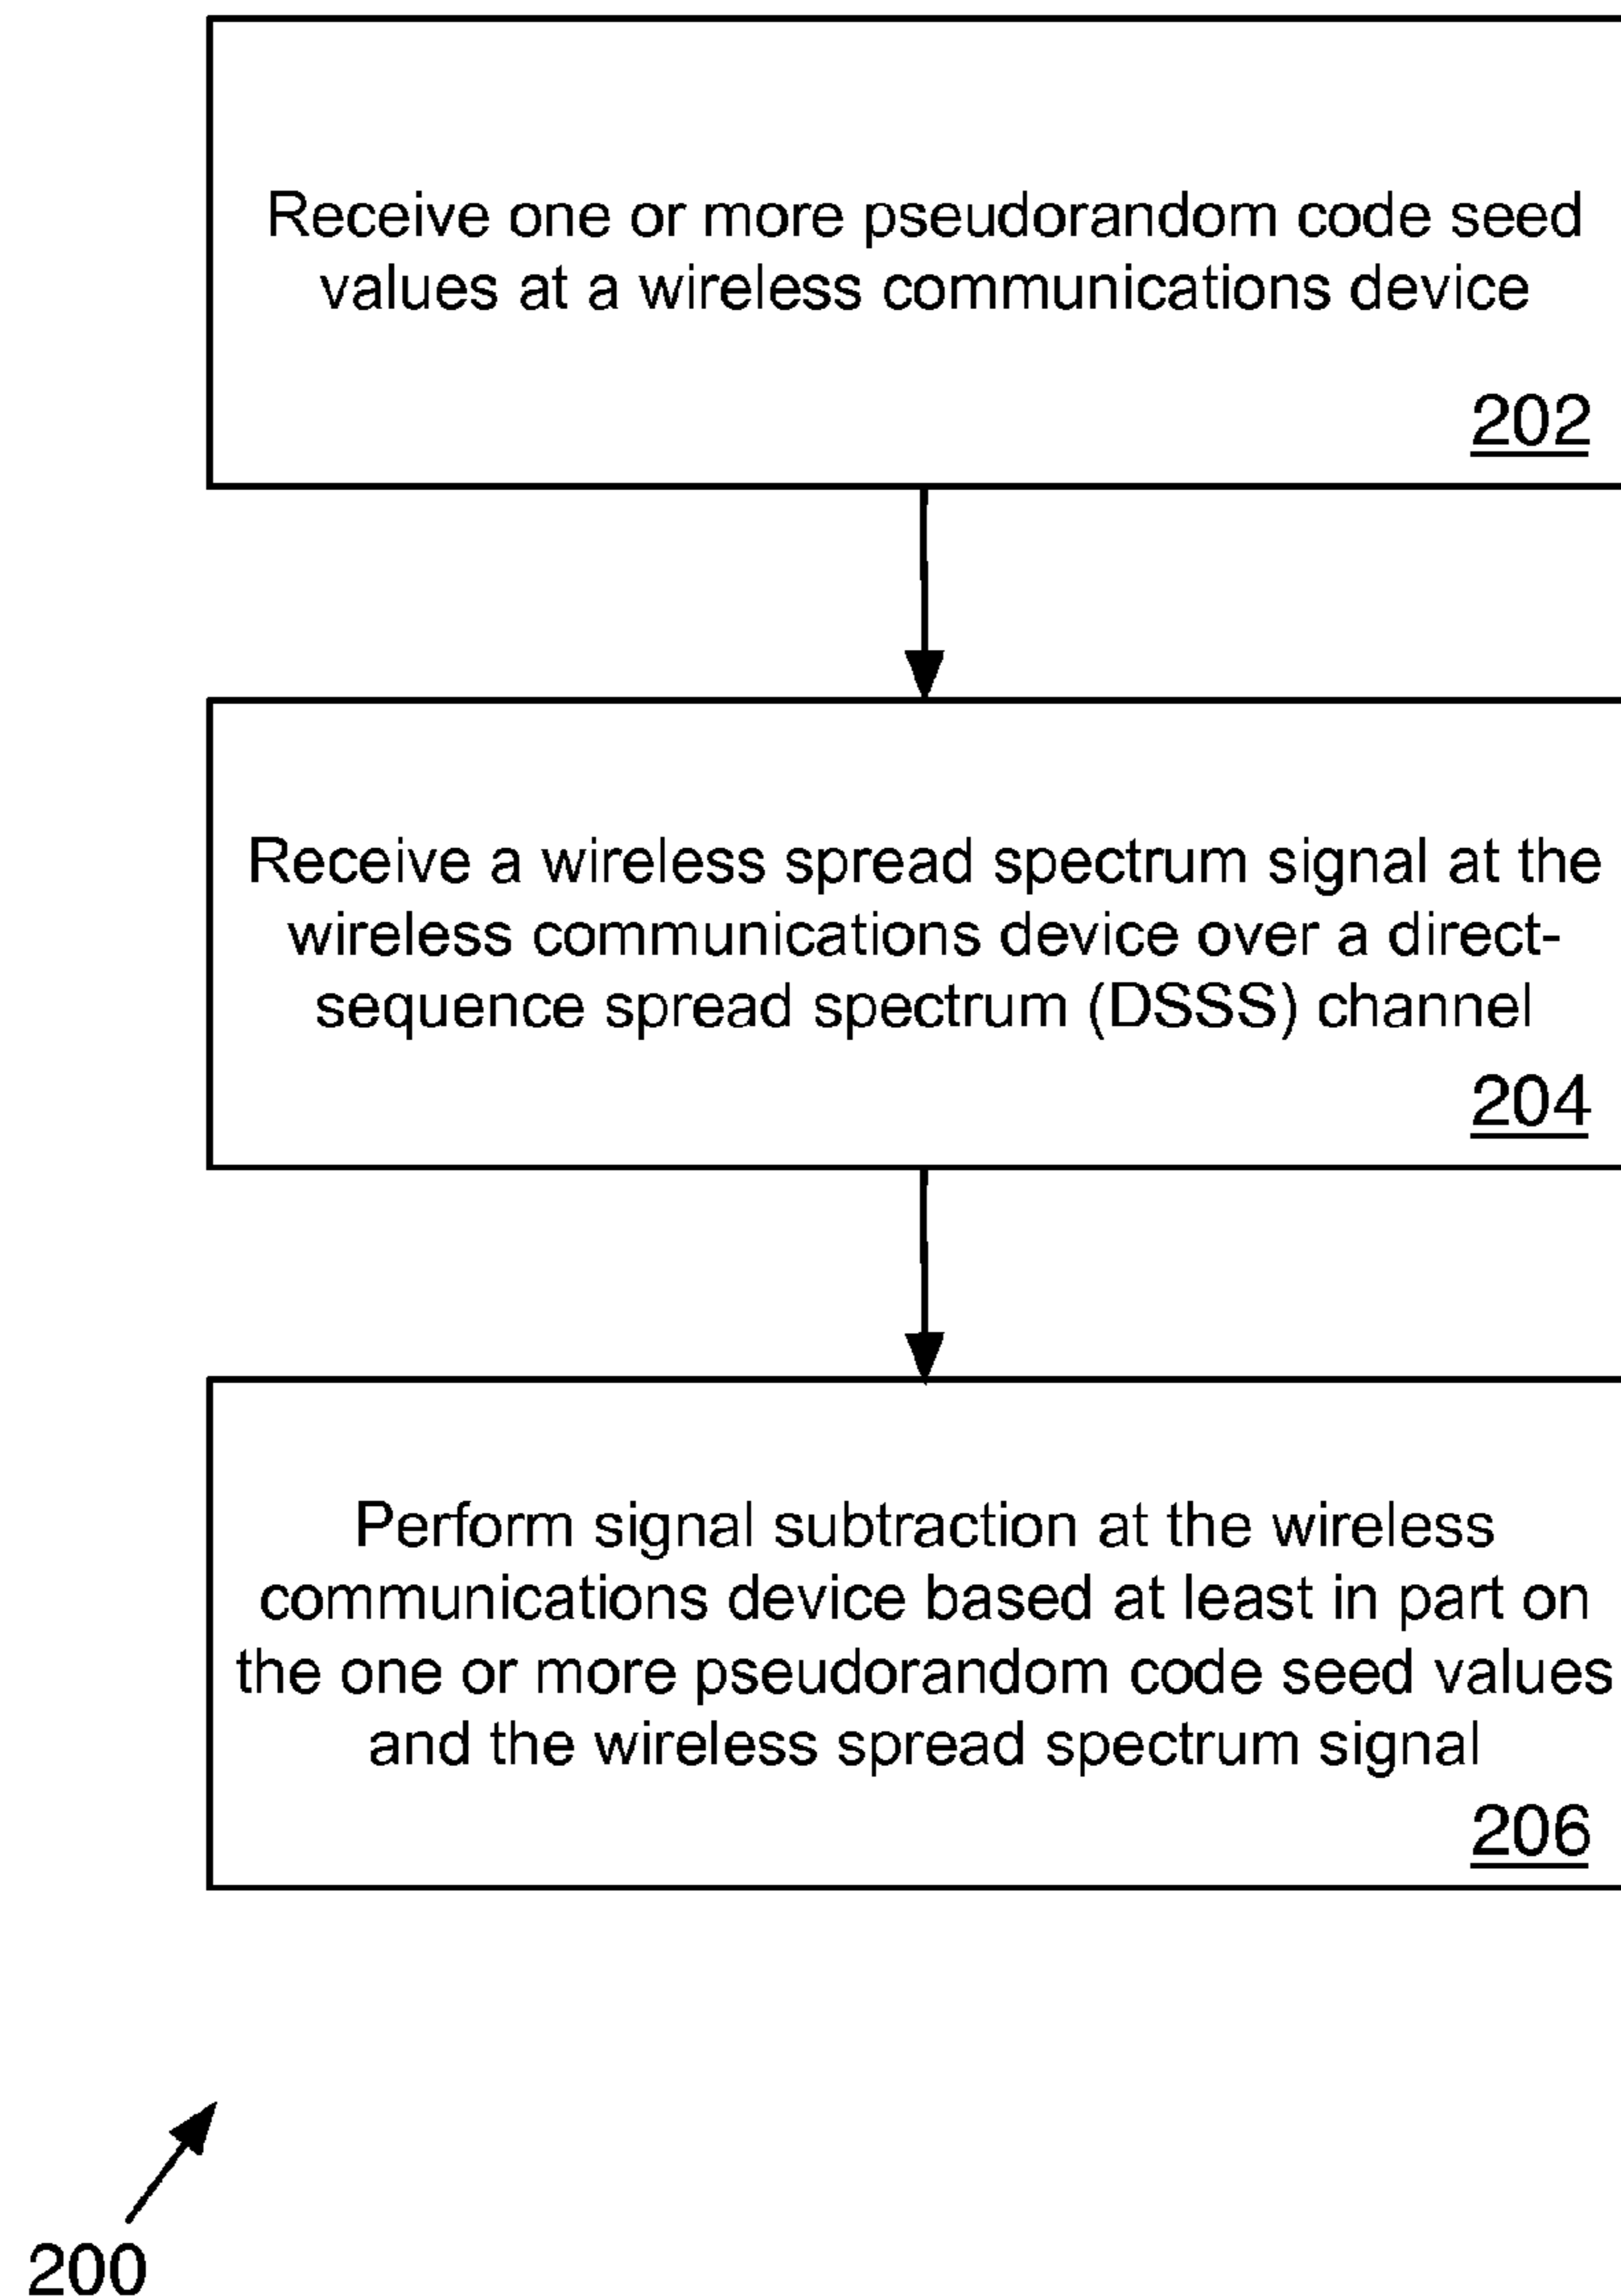 Receive one or more pseudorandom code seed
values at a wireless communications device
202
Receive a wireless spread spectrum signal at the
wireless communications device over a direct-
sequence spread spectrum (DSSS) channel
204
Perform signal subtraction at the wireless
communications device based at least in part on
the one or more pseudorandom code seed values
and the wireless spread spectrum signal
206
200